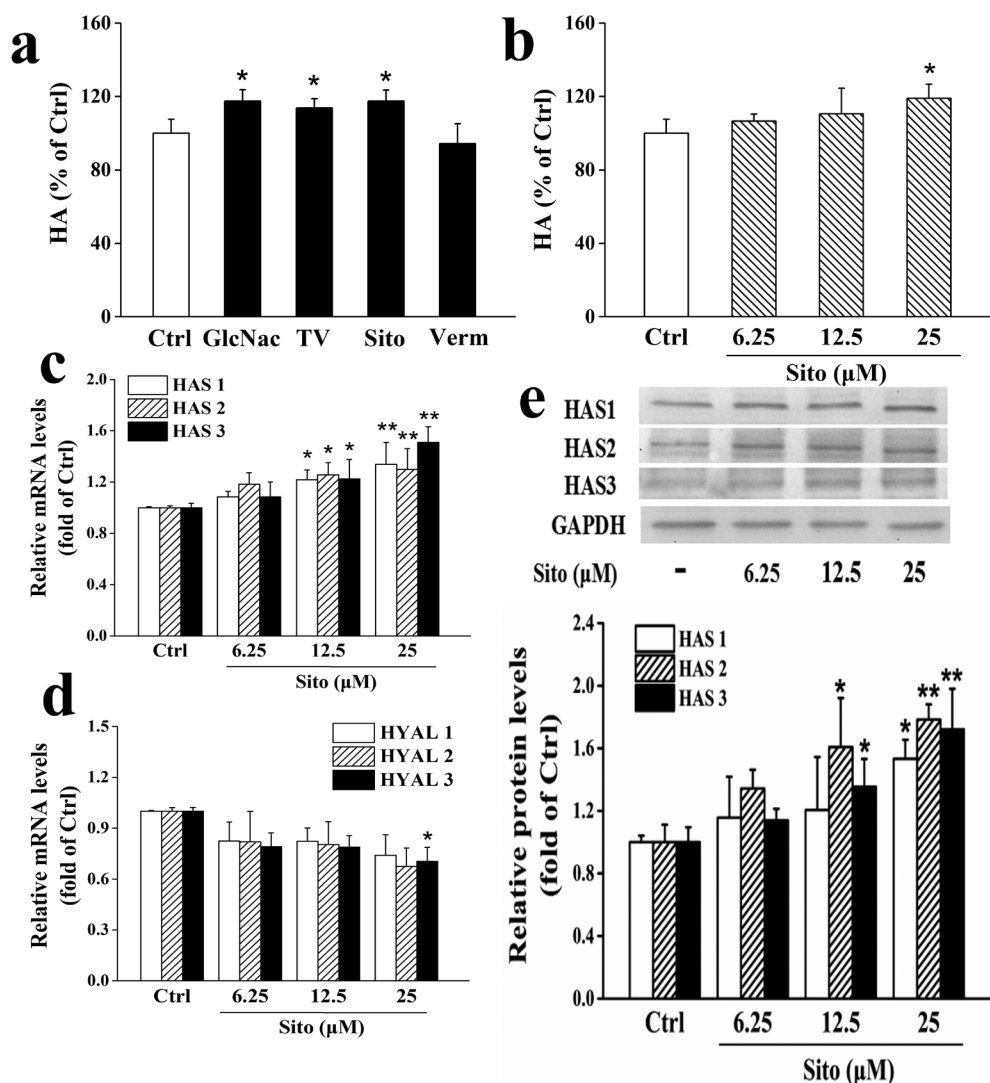 a
160
120
80
40
0
HA (% of Ctrl)
* * *
Ctrl GlcNac TV Sito Verm
b
160
120
80
40
0
HA (% of Ctrl)
*
Ctrl 6.25 12.5 25
Sito (μM)
c
2.0
1.6
1.2
0.8
0.4
0.0
Relative mRNA levels
(fold of Ctrl)
HAS 1
HAS 2
HAS 3
* * * ** ** **
Ctrl 6.25 12.5 25
Sito (μM)
d
1.5
1.2
0.9
0.6
0.3
0.0
Relative mRNA levels
(fold of Ctrl)
HYAL 1
HYAL 2
HYAL 3
*
Ctrl 6.25 12.5 25
Sito (μM)
e
HAS1
HAS2
HAS3
GAPDH
Sito (μM) - 6.25 12.5 25
2.4
2.0
1.6
1.2
0.8
0.4
0.0
Relative protein levels
(fold of Ctrl)
HAS 1
HAS 2
HAS 3
* * * ** **
Ctrl 6.25 12.5 25
Sito (μM)